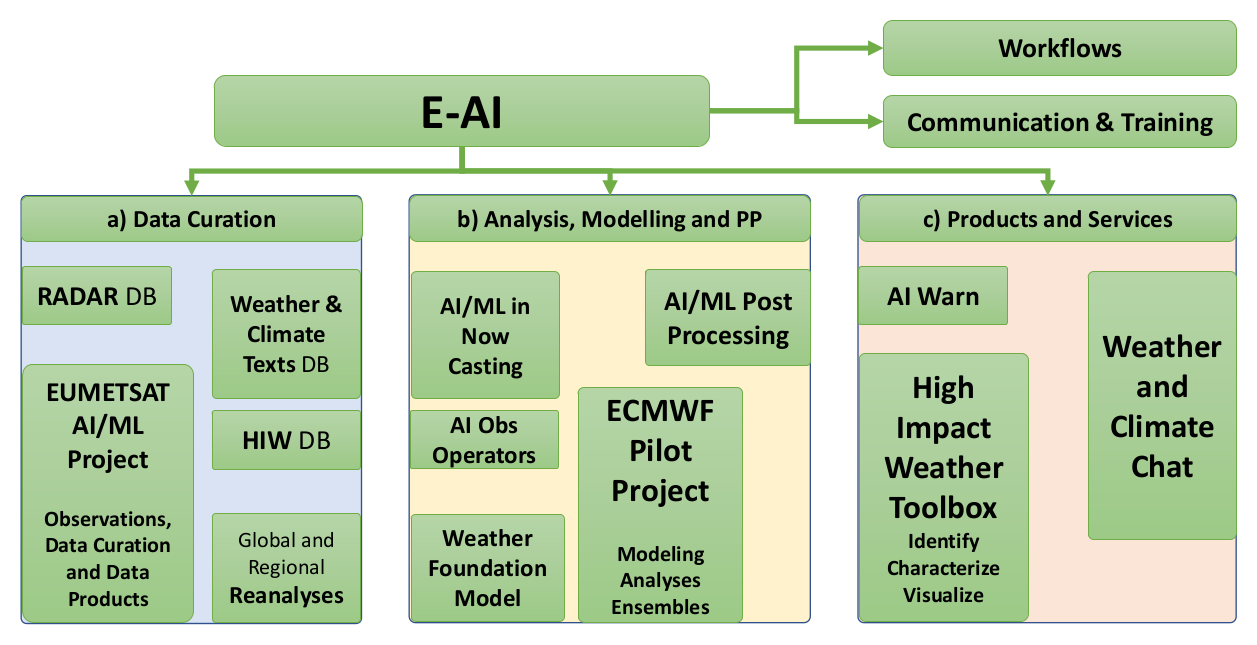 Workflows
E-AI
Communication & Training
a) Data Curation
RADAR DB
Weather &
Climate
Texts DB
EUMETSAT
AI/ML
Project
Observations,
Data Curation
and Data
Products
HIW DB
Global and
Regional
Reanalyses
b) Analysis, Modelling and PP
AI/ML in
Now
Casting
AI/ML Post
Processing
AI Obs
Operators
ECMWF
Pilot
Project
Modeling
Analyses
Ensembles
Weather
Foundation
Model
c) Products and Services
AI Warn
Weather
and
Climate
Chat
High
Impact
Weather
Toolbox
Identify
Characterize
Visualize